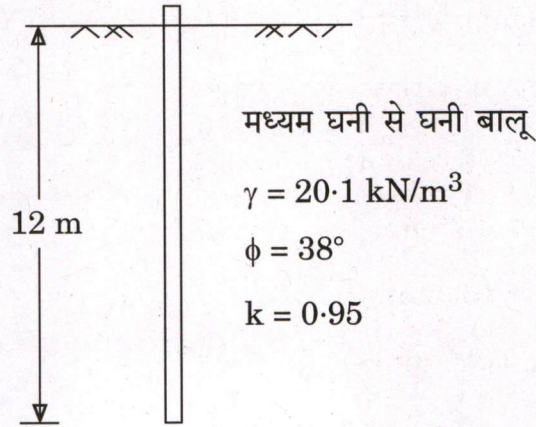 मध्यम घनी से घनी बालू
γ = 20·1 kN/m³
12 m
ϕ = 38°
k = 0·95